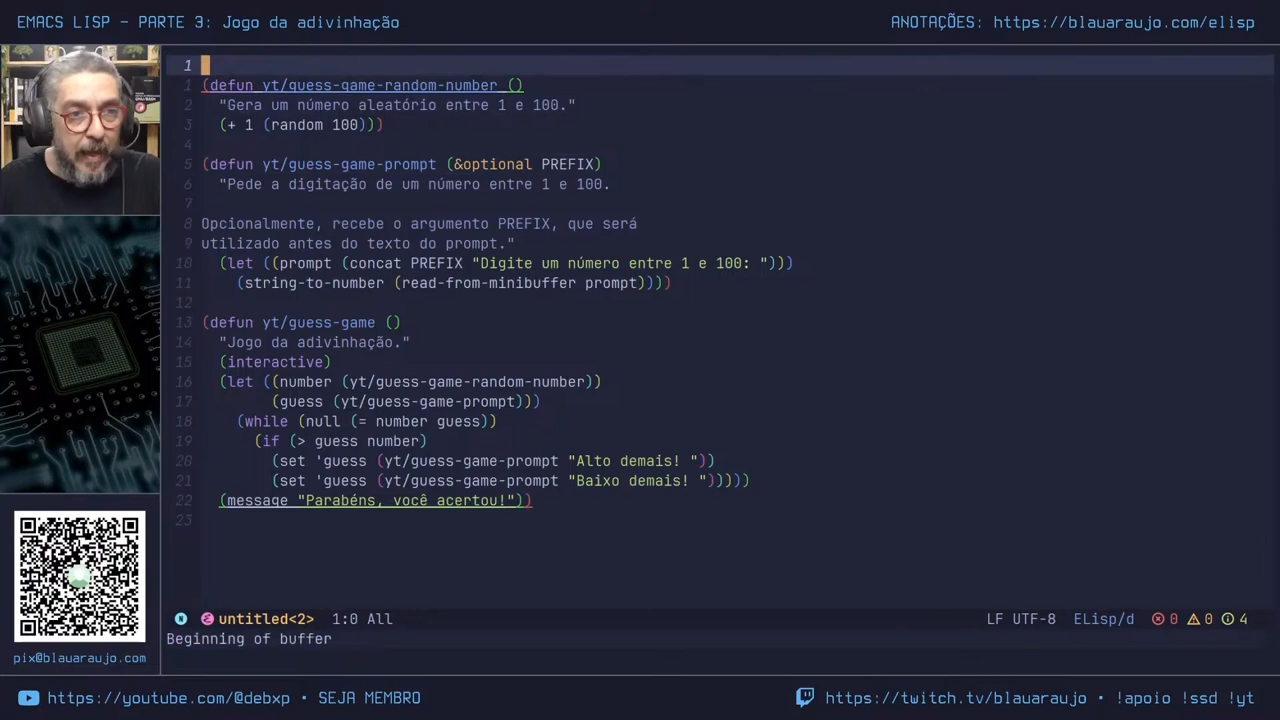 EMACS LISP - PARTE 3: Jogo da adivinhação
ANOTAÇÕES: https://blauaraujo.com/elisp
1
1 (defun yt/guess-game-random-number ()
2 "Gera um número aleatório entre 1 e 100."
3 (+ 1 (random 100)))
4
5 (defun yt/guess-game-prompt (&optional PREFIX)
6 "Pede a digitação de um número entre 1 e 100.
7
8 Opcionalmente, recebe o argumento PREFIX, que será
9 utilizado antes do texto do prompt."
10 (let ((prompt (concat PREFIX "Digite um número entre 1 e 100: ")))
11 (string-to-number (read-from-minibuffer prompt))))
12
13 (defun yt/guess-game ()
14 "Jogo da adivinhação."
15 (interactive)
16 (let ((number (yt/guess-game-random-number))
17 (guess (yt/guess-game-prompt)))
18 (while (null (= number guess))
19 (if (> guess number)
20 (set 'guess (yt/guess-game-prompt "Alto demais! "))
21 (set 'guess (yt/guess-game-prompt "Baixo demais! ")))))
22 (message "Parabéns, você acertou!"))
23
N untitled<2> 1:0 All
LF UTF-8 ELisp/d 0 0 4
Beginning of buffer
pix@blauaraujo.com
https://youtube.com/@debxp • SEJA MEMBRO
https://twitch.tv/blauaraujo • !apoio !ssd !yt